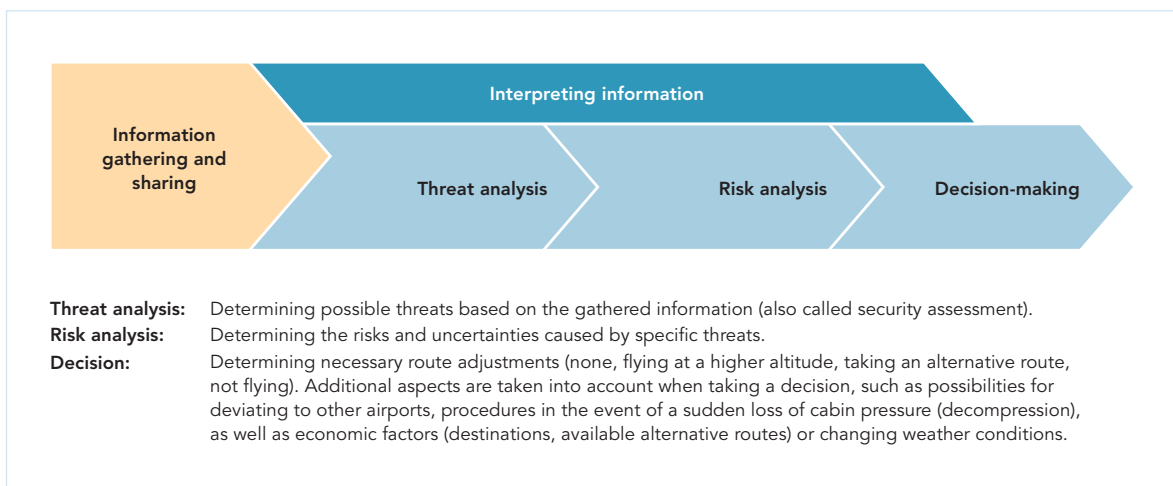 Interpreting information
Information
gathering and
sharing
Threat analysis
Risk analysis
Decision-making
Threat analysis: Determining possible threats based on the gathered information (also called security assessment).
Risk analysis: Determining the risks and uncertainties caused by specific threats.
Decision: Determining necessary route adjustments (none, flying at a higher altitude, taking an alternative route,
not flying). Additional aspects are taken into account when taking a decision, such as possibilities for
deviating to other airports, procedures in the event of a sudden loss of cabin pressure (decompression),
as well as economic factors (destinations, available alternative routes) or changing weather conditions.